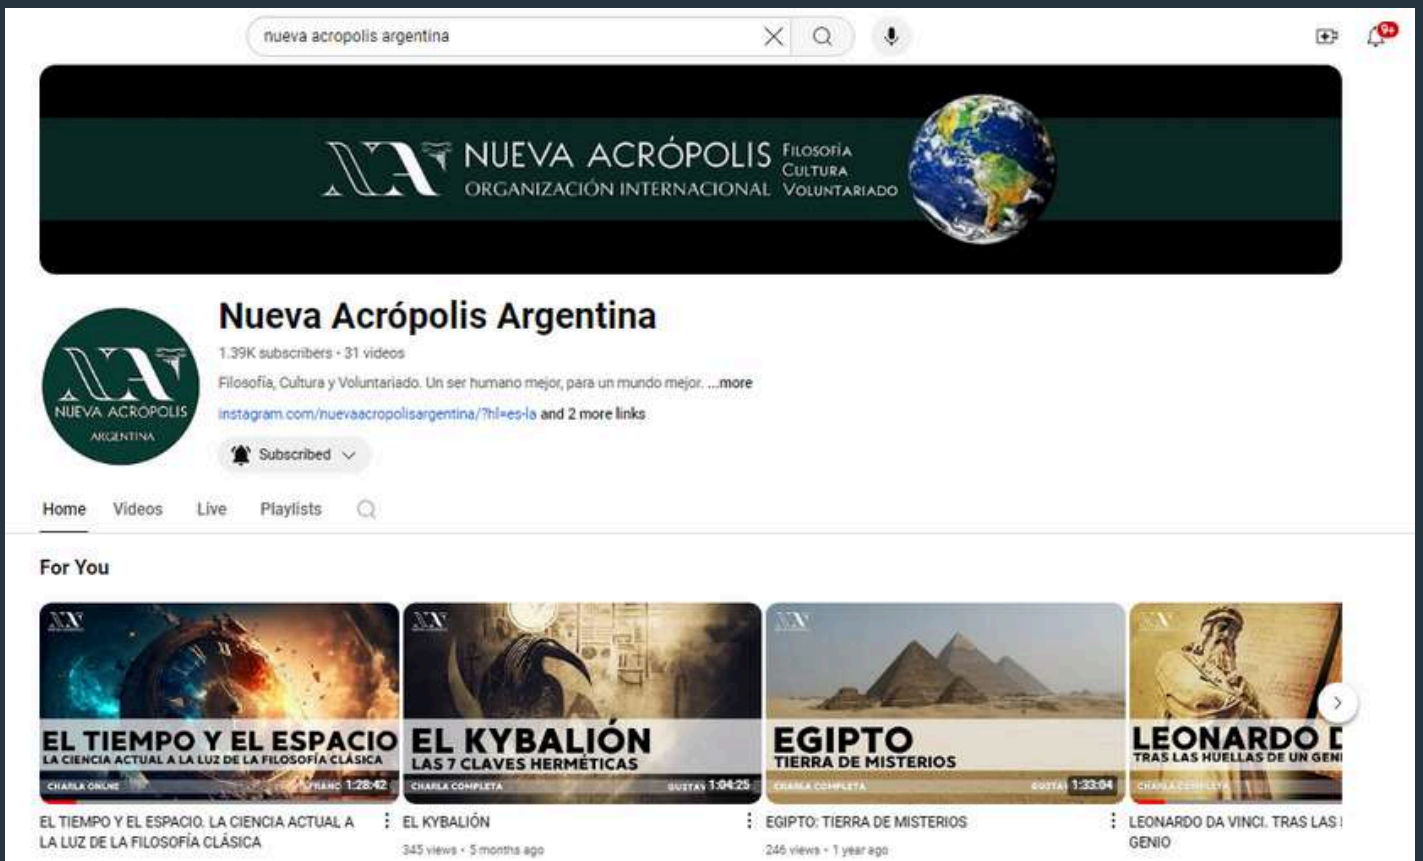 nueva acropolis argentina
9+
NUEVA ACRÓPOLIS
ORGANIZACIÓN INTERNACIONAL
FILOSOFÍA
CULTURA
VOLUNTARIADO
NUEVA ACRÓPOLIS
ARGENTINA
Nueva Acrópolis Argentina
1.39K subscribers • 31 videos
Filosofía, Cultura y Voluntariado. Un ser humano mejor, para un mundo mejor. ...more
instagram.com/nuevaacropolisargentina/?hl=es-la and 2 more links
Subscribed
Home Videos Live Playlists
For You
EL TIEMPO Y EL ESPACIO
LA CIENCIA ACTUAL A LA LUZ DE LA FILOSOFÍA CLÁSICA
CHARLA ONLINE
1:28:42
EL KYBALIÓN
LAS 7 CLAVES HERMÉTICAS
CHARLA COMPLETA
GUSTAV 1:04:25
EGIPTO
TIERRA DE MISTERIOS
CHARLA COMPLETA
1:33:04
LEONARDO D
TRAS LAS HUELLAS DE UN GENI
EL TIEMPO Y EL ESPACIO. LA CIENCIA ACTUAL A
LA LUZ DE LA FILOSOFÍA CLÁSICA
EL KYBALIÓN
345 views • 5 months ago
EGIPTO: TIERRA DE MISTERIOS
246 views • 1 year ago
LEONARDO DA VINCI. TRAS LAS
GENIO